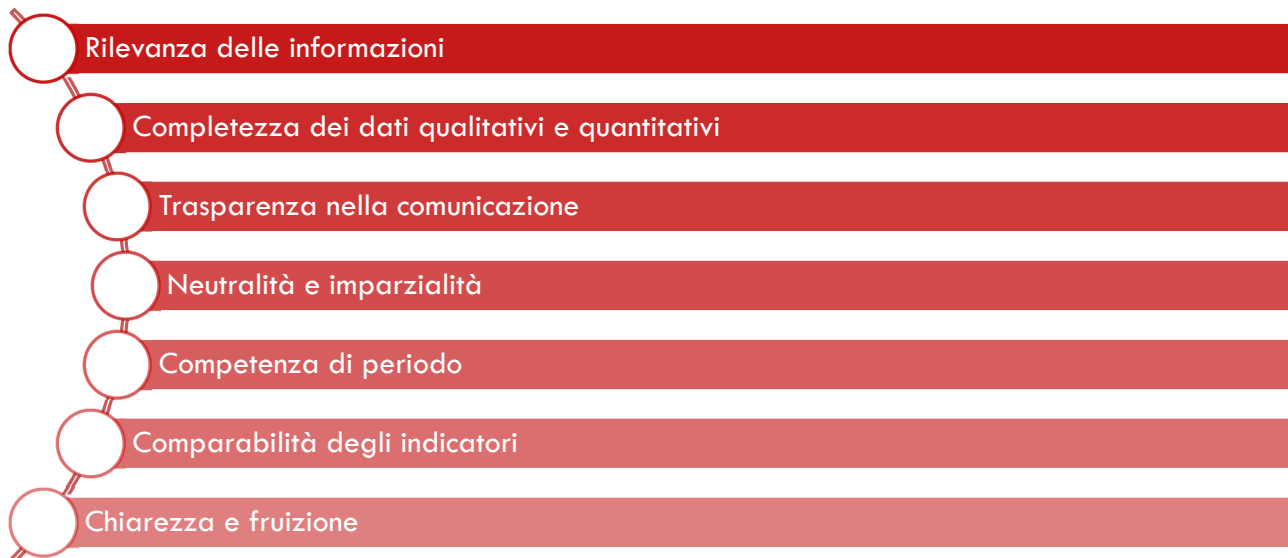 Rilevanza delle informazioni
Completezza dei dati qualitativi e quantitativi
Trasparenza nella comunicazione
Neutralità e imparzialità
Competenza di periodo
Comparabilità degli indicatori
Chiarezza e fruizione